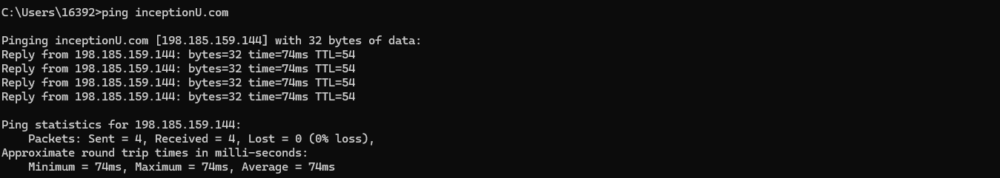 C:\Users\16392>ping inceptionU.com
Pinging inceptionU.com [198.185.159.144] with 32 bytes of data:
Reply from 198.185.159.144: bytes=32 time=74ms TTL=54
Reply from 198.185.159.144: bytes=32 time=74ms TTL=54
Reply from 198.185.159.144: bytes=32 time=74ms TTL=54
Reply from 198.185.159.144: bytes=32 time=74ms TTL=54
Ping statistics for 198.185.159.144:
    Packets: Sent = 4, Received = 4, Lost = 0 (0% loss),
Approximate round trip times in milli-seconds:
    Minimum = 74ms, Maximum = 74ms, Average = 74ms